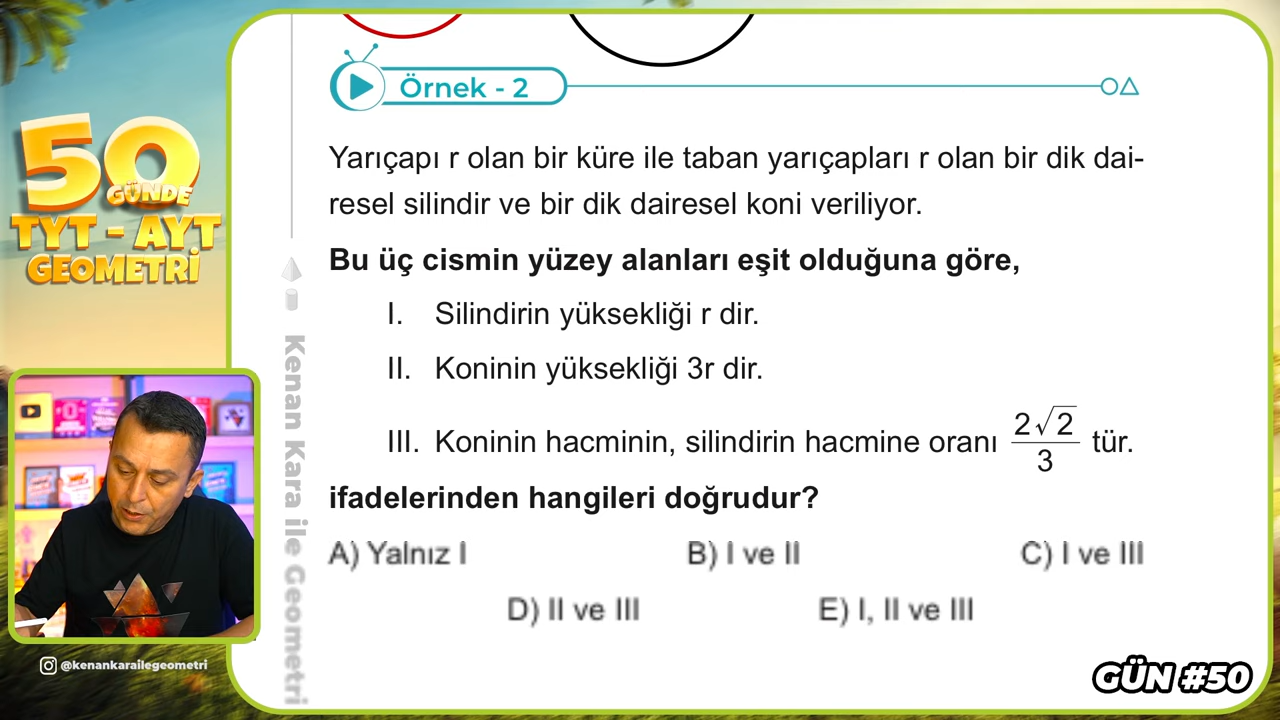 50
GÜNDE
TYT - AYT
GEOMETRİ
Örnek - 2
Yarıçapı r olan bir küre ile taban yarıçapları r olan bir dik dai-
resel silindir ve bir dik dairesel koni veriliyor.
Bu üç cismin yüzey alanları eşit olduğuna göre,
I. Silindirin yüksekliği r dir.
II. Koninin yüksekliği 3r dir.
III. Koninin hacminin, silindirin hacmine oranı 2√2/3 tür.
ifadelerinden hangileri doğrudur?
A) Yalnız I B) I ve II C) I ve III
D) II ve III E) I, II ve III
Kenan Kara ile Geometri
@kenankarailegeometri
GÜN #50